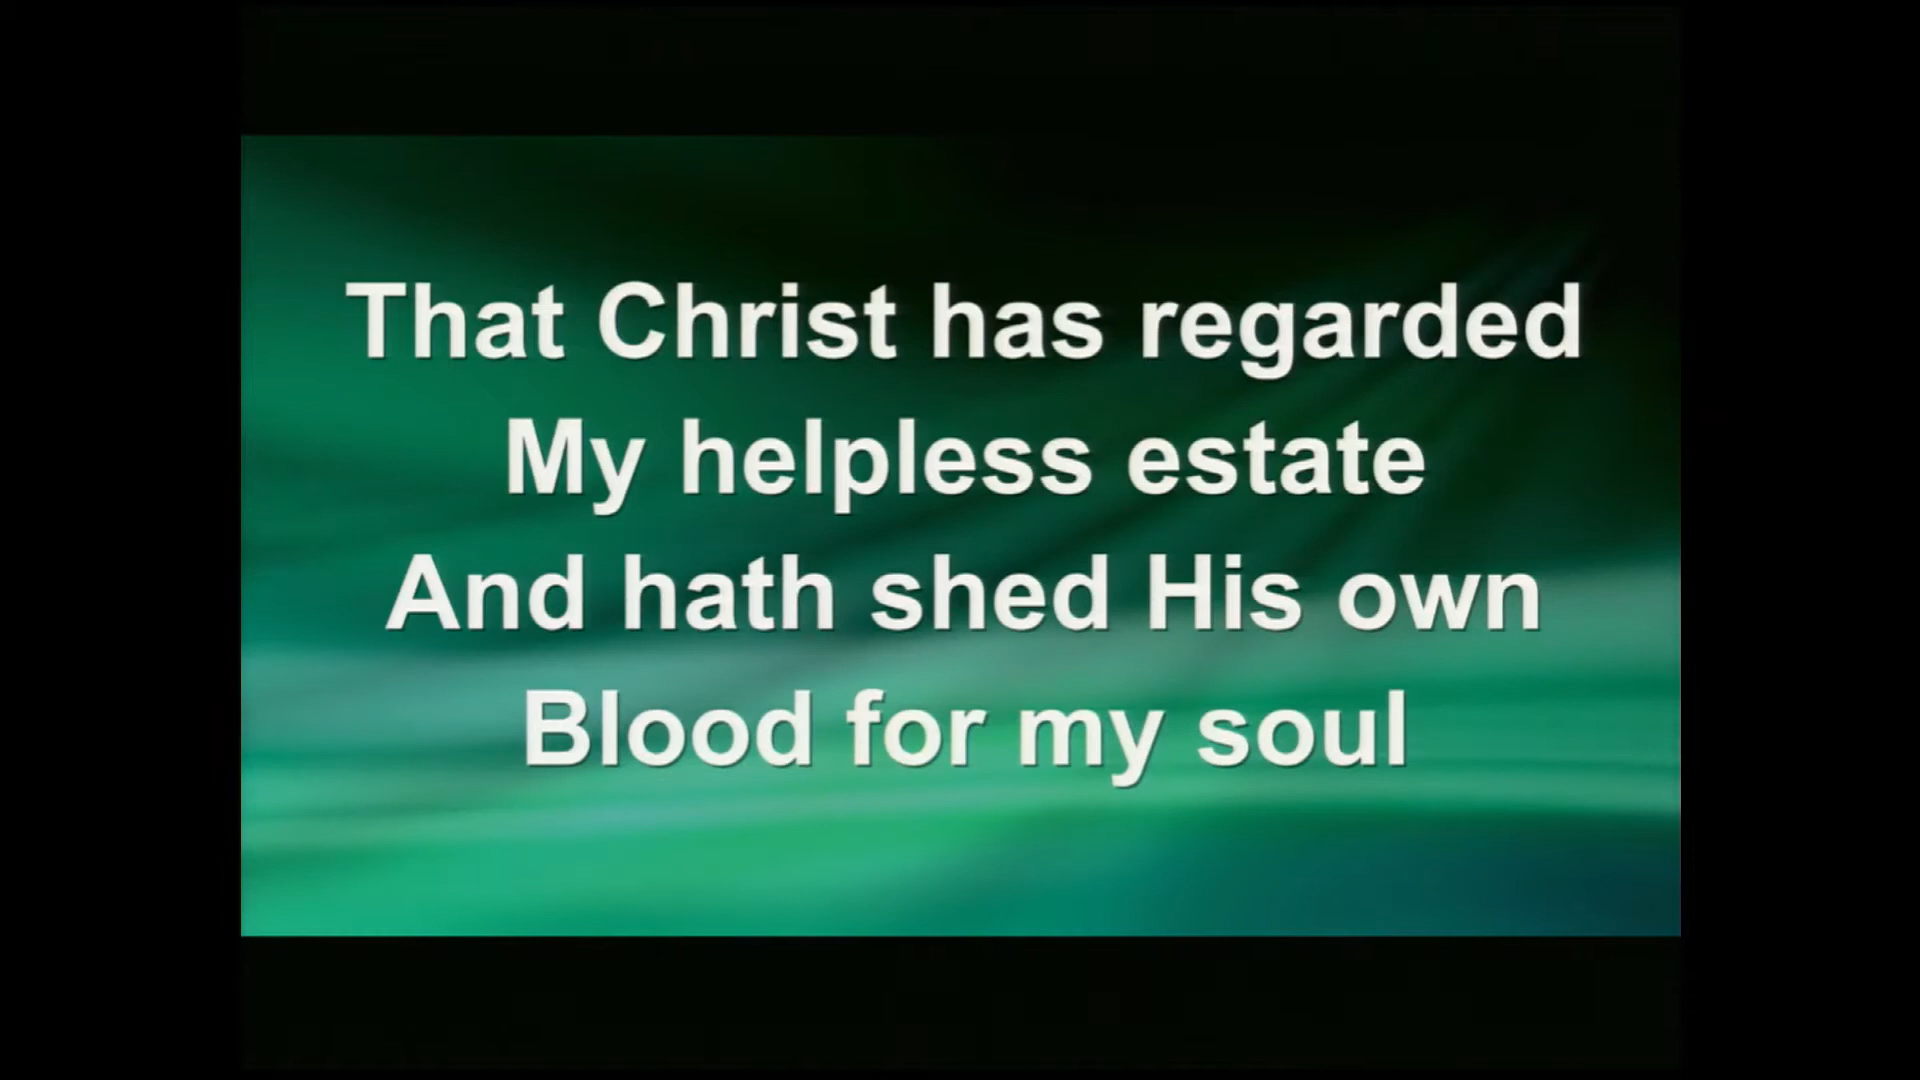 That Christ has regarded
My helpless estate
And hath shed His own
Blood for my soul